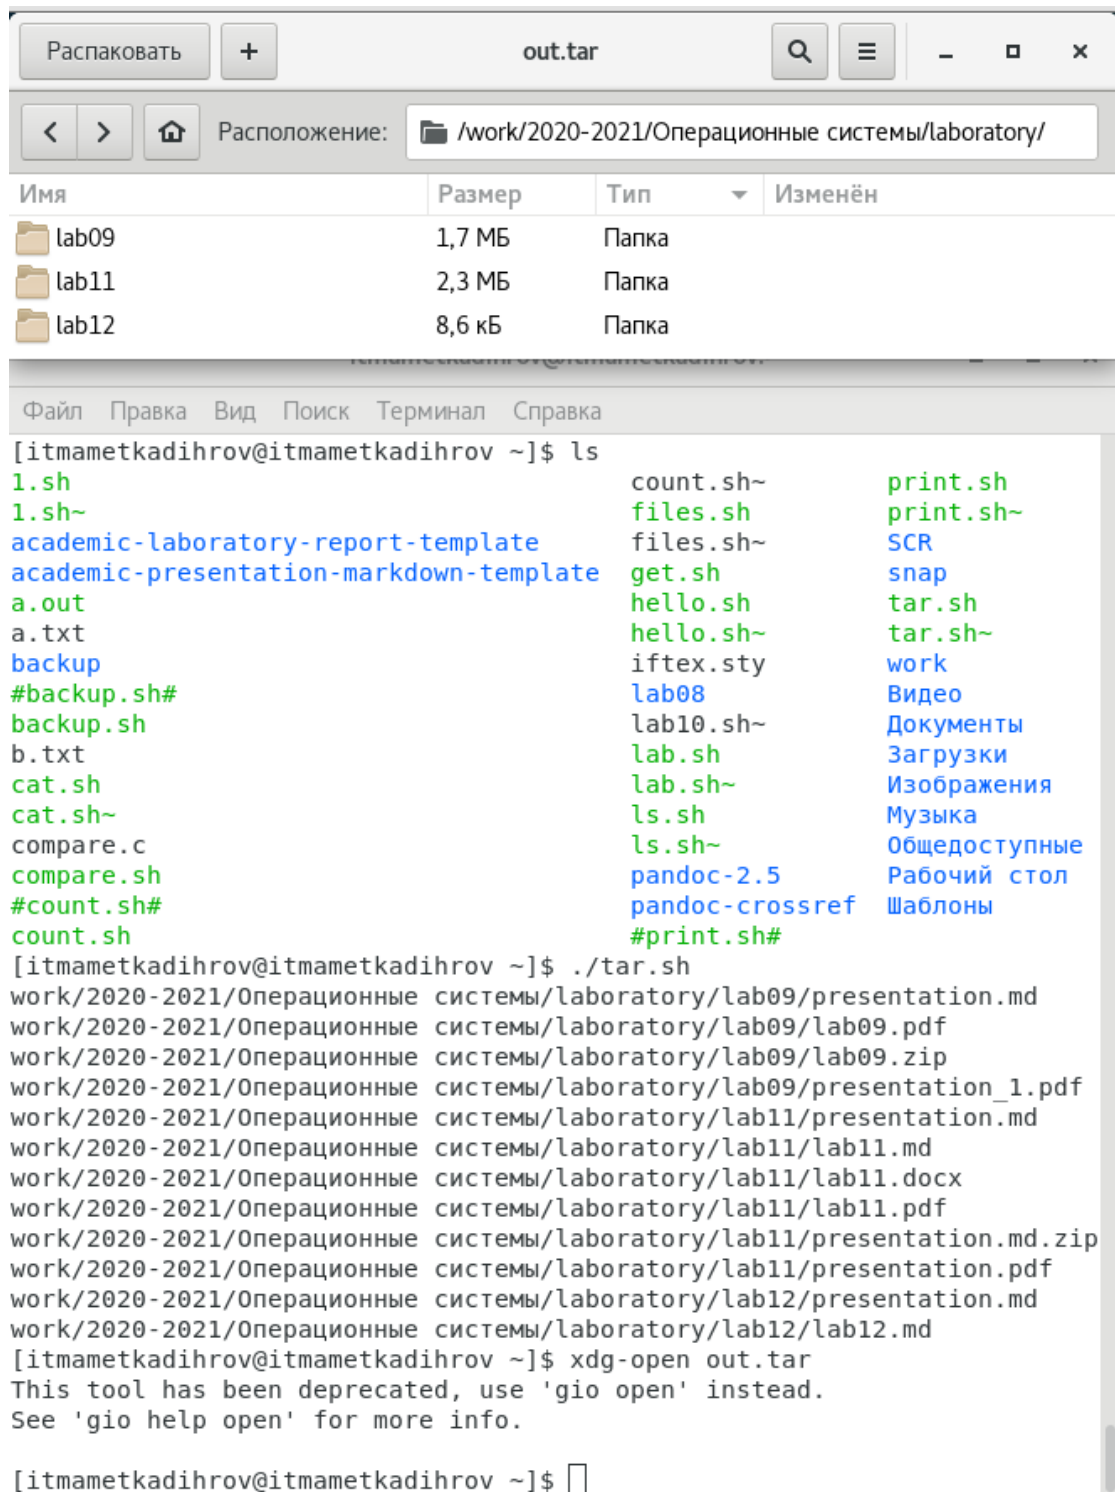 Распаковать + out.tar
Расположение: /work/2020-2021/Операционные системы/laboratory/
Имя Размер Тип Изменён
lab09 1,7 МБ Папка
lab11 2,3 МБ Папка
lab12 8,6 кБ Папка
Файл Правка Вид Поиск Терминал Справка
[itmametkadihrov@itmametkadihrov ~]$ ls
1.sh count.sh~ print.sh
1.sh~ files.sh print.sh~
academic-laboratory-report-template files.sh~ SCR
academic-presentation-markdown-template get.sh snap
a.out hello.sh tar.sh
a.txt hello.sh~ tar.sh~
backup iftex.sty work
#backup.sh# lab08 Видео
backup.sh lab10.sh~ Документы
b.txt lab.sh Загрузки
cat.sh lab.sh~ Изображения
cat.sh~ ls.sh Музыка
compare.c ls.sh~ Общедоступные
compare.sh pandoc-2.5 Рабочий стол
#count.sh# pandoc-crossref Шаблоны
count.sh #print.sh#
[itmametkadihrov@itmametkadihrov ~]$ ./tar.sh
work/2020-2021/Операционные системы/laboratory/lab09/presentation.md
work/2020-2021/Операционные системы/laboratory/lab09/lab09.pdf
work/2020-2021/Операционные системы/laboratory/lab09/lab09.zip
work/2020-2021/Операционные системы/laboratory/lab09/presentation_1.pdf
work/2020-2021/Операционные системы/laboratory/lab11/presentation.md
work/2020-2021/Операционные системы/laboratory/lab11/lab11.md
work/2020-2021/Операционные системы/laboratory/lab11/lab11.docx
work/2020-2021/Операционные системы/laboratory/lab11/lab11.pdf
work/2020-2021/Операционные системы/laboratory/lab11/presentation.md.zip
work/2020-2021/Операционные системы/laboratory/lab11/presentation.pdf
work/2020-2021/Операционные системы/laboratory/lab12/presentation.md
work/2020-2021/Операционные системы/laboratory/lab12/lab12.md
[itmametkadihrov@itmametkadihrov ~]$ xdg-open out.tar
This tool has been deprecated, use 'gio open' instead.
See 'gio help open' for more info.
[itmametkadihrov@itmametkadihrov ~]$